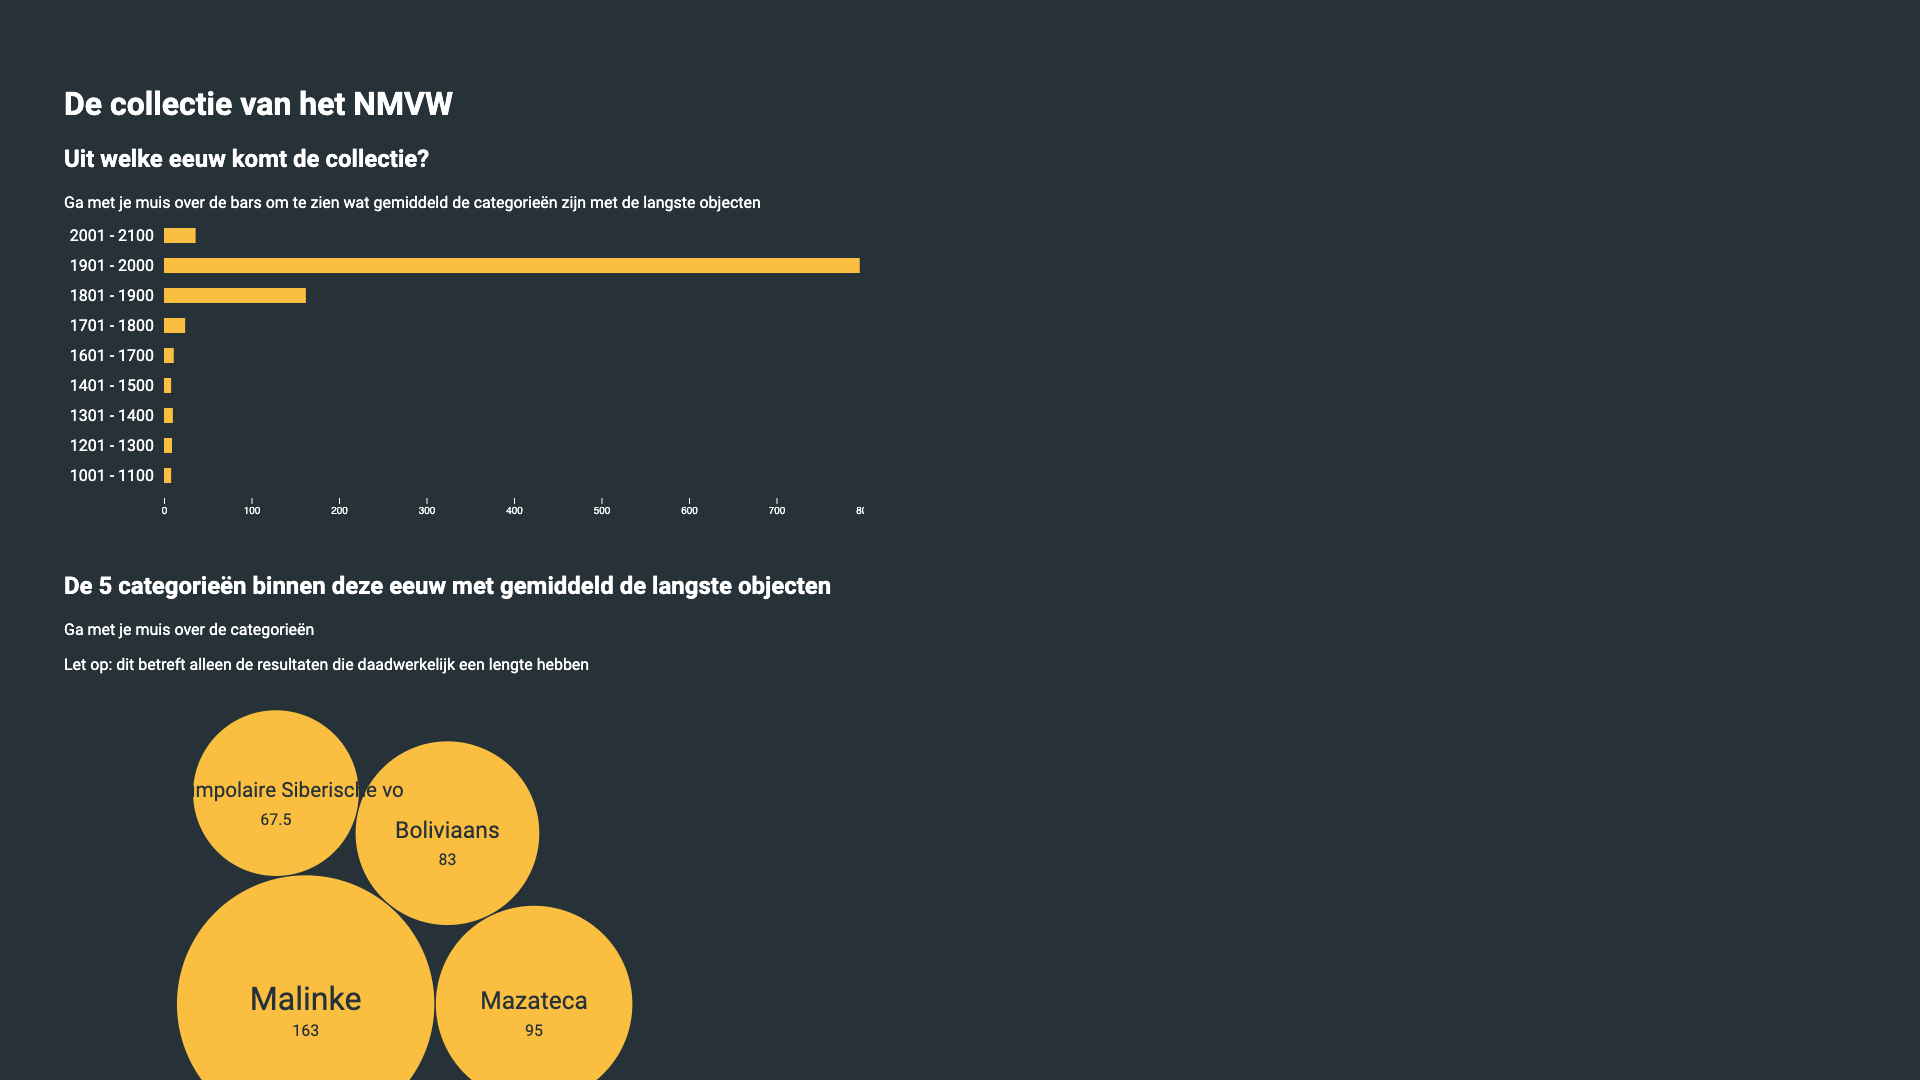 De collectie van het NMVW
Uit welke eeuw komt de collectie?
Ga met je muis over de bars om te zien wat gemiddeld de categorieën zijn met de langste objecten
2001 - 2100
1901 - 2000
1801 - 1900
1701 - 1800
1601 - 1700
1401 - 1500
1301 - 1400
1201 - 1300
1001 - 1100
0 100 200 300 400 500 600 700
De 5 categorieën binnen deze eeuw met gemiddeld de langste objecten
Ga met je muis over de categorieën
Let op: dit betreft alleen de resultaten die daadwerkelijk een lengte hebben
Siberische
67.5
Boliviaans
83
Malinke
163
Mazateca
95